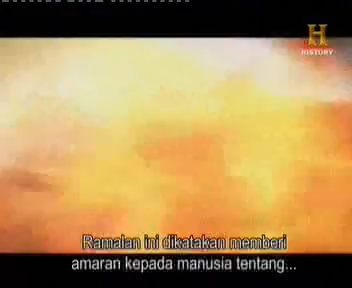 H
HISTORY
Ramalan ini dikatakan memberi
amaran kepada manusia tentang...